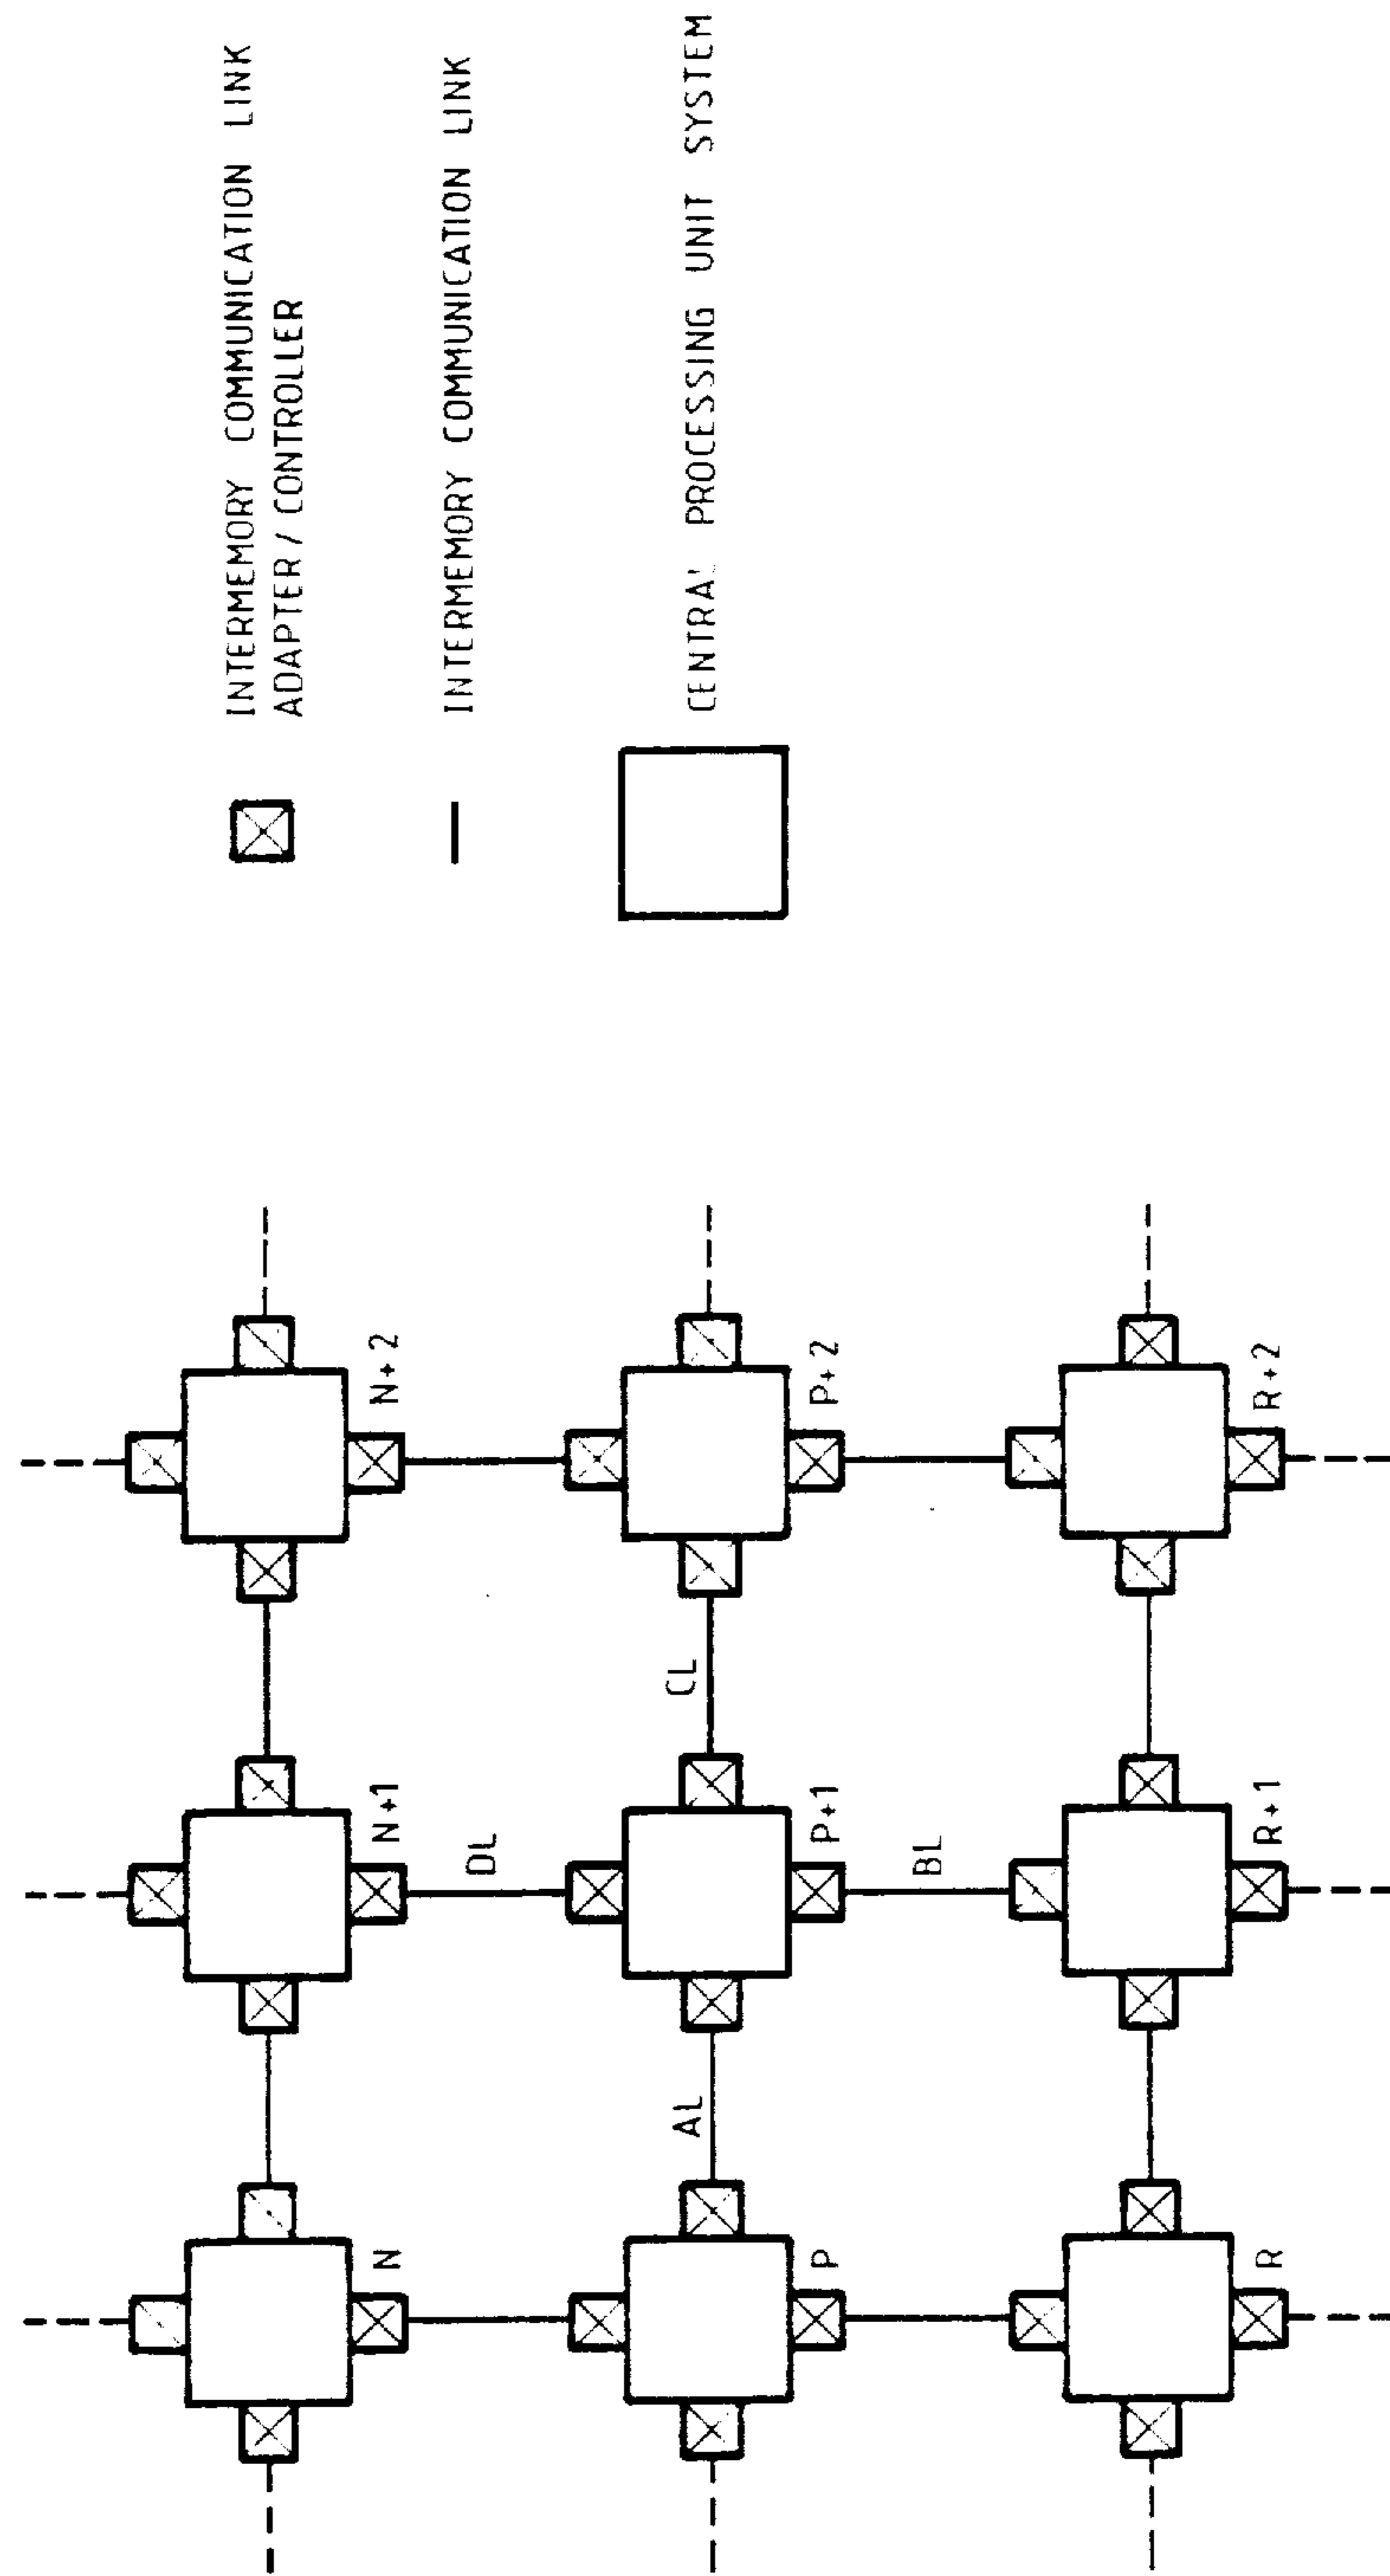 N
N+1
N+2
DL
AL
CL
P
P+1
P+2
BL
R
R+1
R+2
INTERMEMORY COMMUNICATION LINK
ADAPTER / CONTROLLER
INTERMEMORY COMMUNICATION LINK
CENTRAL PROCESSING UNIT SYSTEM